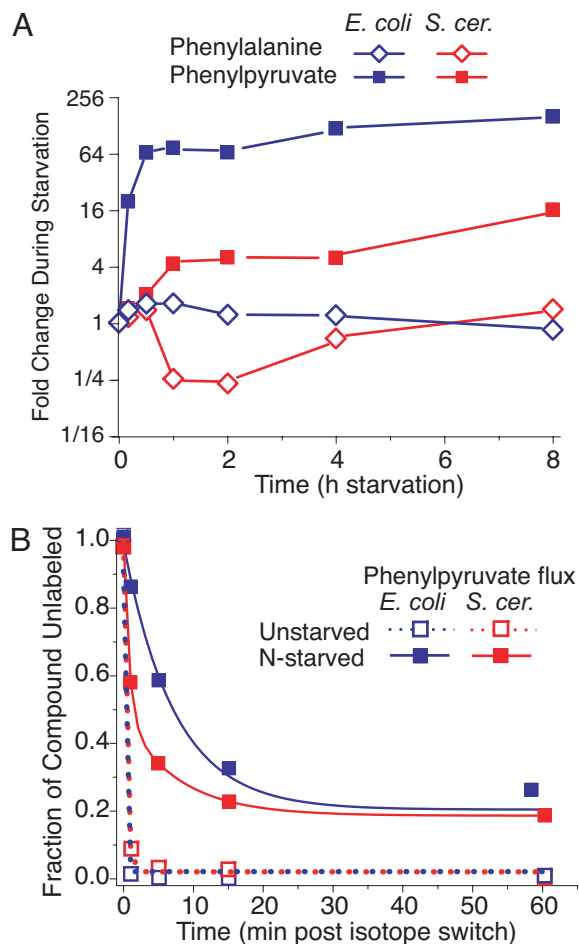 A
E. coli S. cer.
Phenylalanine
Phenylpyruvate
Fold Change During Starvation
256
64
16
4
1
1/4
1/16
0 2 4 6 8
Time (h starvation)
B
Fraction of Compound Unlabeled
1.0
0.8
0.6
0.4
0.2
0.0
Phenylpyruvate flux
E. coli S. cer.
Unstarved
N-starved
0 10 20 30 40 50 60
Time (min post isotope switch)